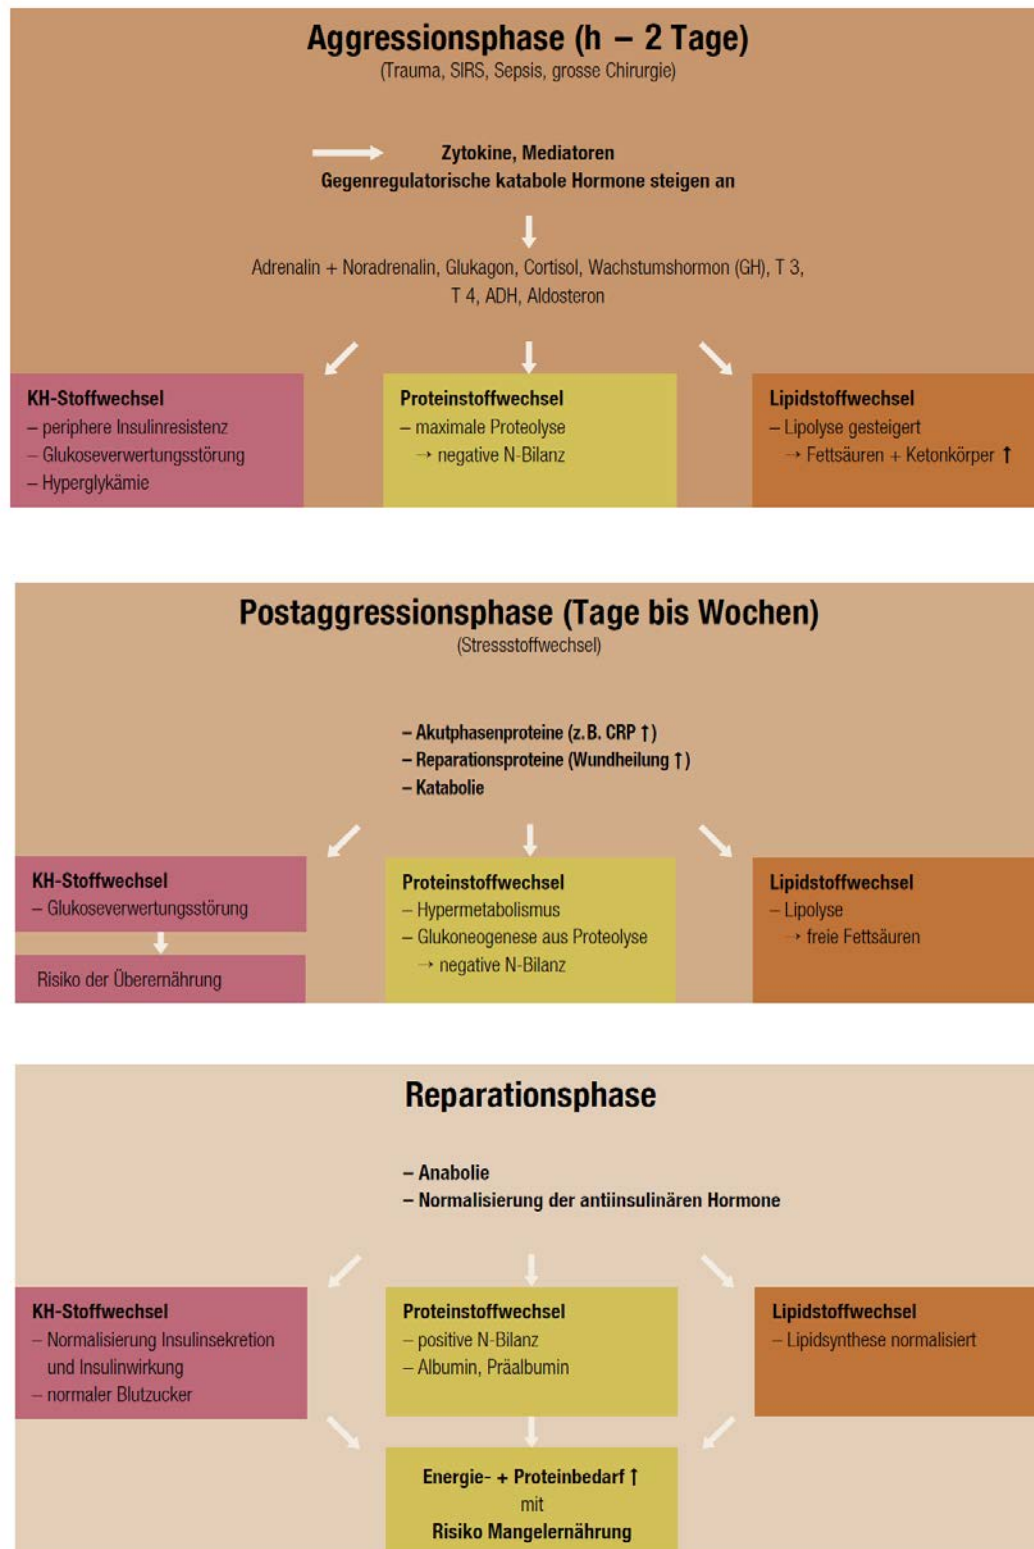 Aggressionsphase (h – 2 Tage)
(Trauma, SIRS, Sepsis, grosse Chirurgie)
Zytokine, Mediatoren
Gegenregulatorische katabole Hormone steigen an
Adrenalin + Noradrenalin, Glukagon, Cortisol, Wachstumshormon (GH), T 3,
T 4, ADH, Aldosteron
KH-Stoffwechsel
– periphere Insulinresistenz
– Glukoseverwertungsstörung
– Hyperglykämie
Proteinstoffwechsel
– maximale Proteolyse
→ negative N-Bilanz
Lipidstoffwechsel
– Lipolyse gesteigert
→ Fettsäuren + Ketonkörper ↑
Postaggressionsphase (Tage bis Wochen)
(Stressstoffwechsel)
– Akutphasenproteine (z. B. CRP ↑)
– Reparationsproteine (Wundheilung ↑)
– Katabolie
KH-Stoffwechsel
– Glukoseverwertungsstörung
Risiko der Überernährung
Proteinstoffwechsel
– Hypermetabolismus
– Glukoneogenese aus Proteolyse
→ negative N-Bilanz
Lipidstoffwechsel
– Lipolyse
→ freie Fettsäuren
Reparationsphase
– Anabolie
– Normalisierung der antiinsulinären Hormone
KH-Stoffwechsel
– Normalisierung Insulinsekretion
und Insulinwirkung
– normaler Blutzucker
Proteinstoffwechsel
– positive N-Bilanz
– Albumin, Präalbumin
Lipidstoffwechsel
– Lipidsynthese normalisiert
Energie- + Proteinbedarf ↑
mit
Risiko Mangelernährung